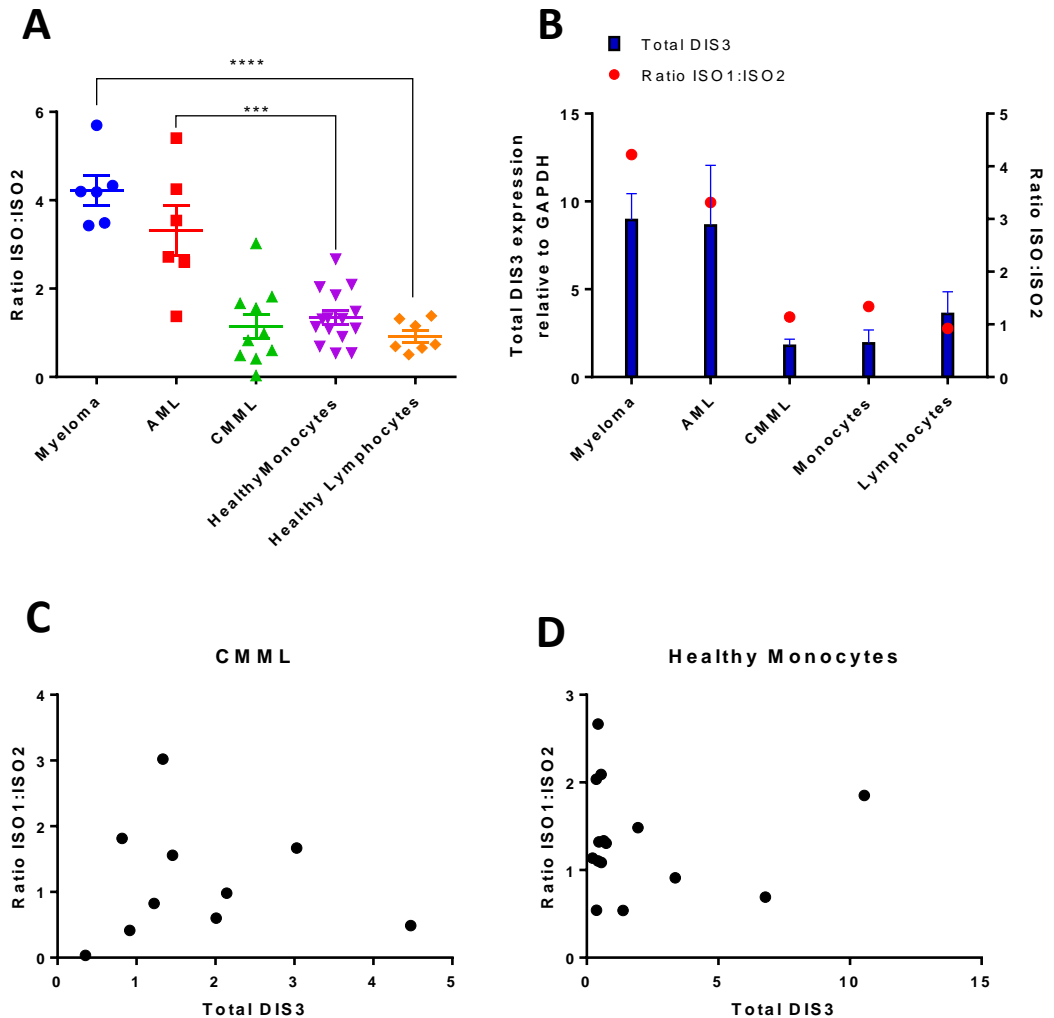 A
****
***
Ratio ISO:ISO2
6
4
2
0
Myeloma
AML
CMML
HealthyMonocytes
Healthy Lymphocytes
B
Total DIS3
Ratio ISO1:ISO2
Total DIS3 expression
relative to GAPDH
15
10
5
0
5
4
3
2
1
0
Ratio ISO:ISO2
Myeloma
AML
CMML
Monocytes
Lymphocytes
C
CMML
Ratio ISO1:ISO2
4
3
2
1
0
0 1 2 3 4 5
Total DIS3
D
Healthy Monocytes
Ratio ISO1:ISO2
3
2
1
0
0 5 10 15
Total DIS3